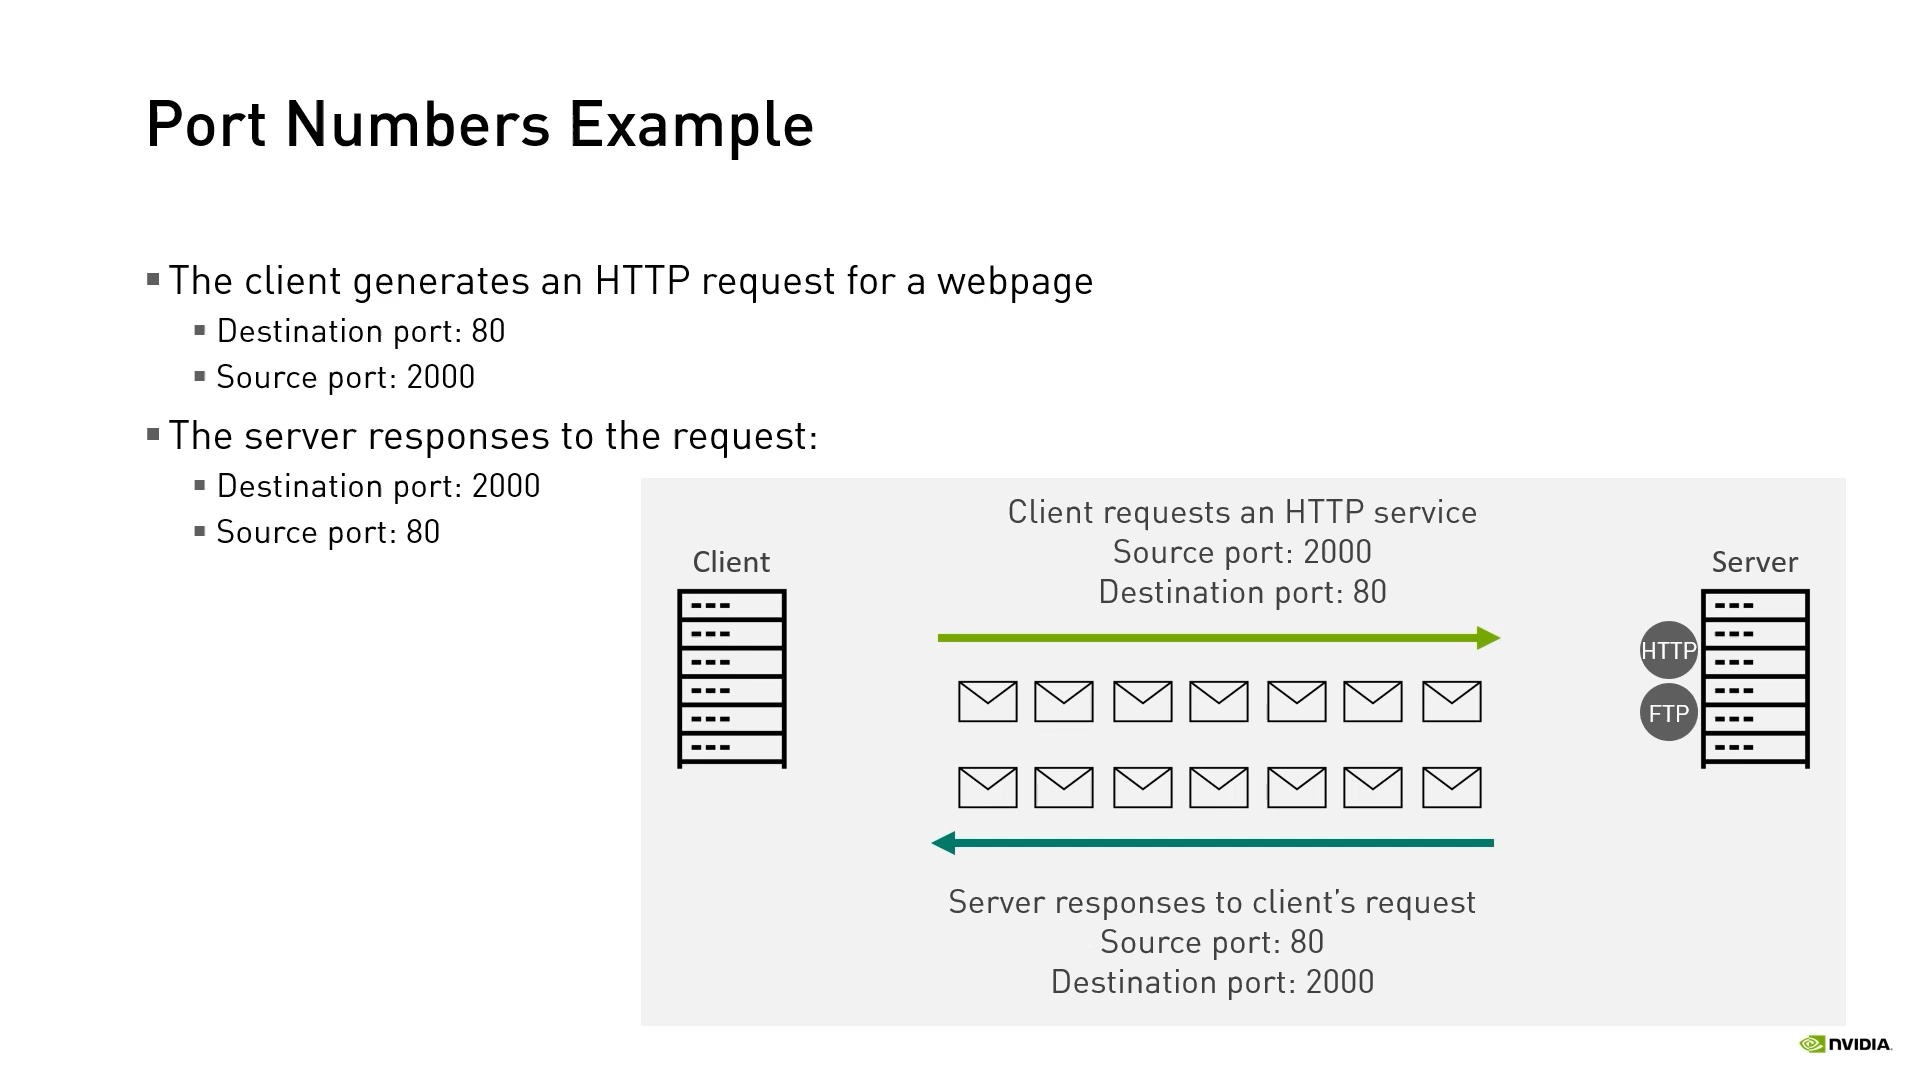 Port Numbers Example
The client generates an HTTP request for a webpage
Destination port: 80
Source port: 2000
The server responses to the request:
Destination port: 2000
Source port: 80
Client requests an HTTP service
Source port: 2000
Destination port: 80
Client
Server
HTTP
FTP
Server responses to client’s request
Source port: 80
Destination port: 2000
NVIDIA.